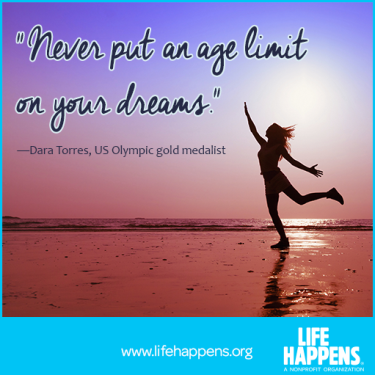 "Never put an age limit
on your dreams."
—Dara Torres, US Olympic gold medalist
www.lifehappens.org
LIFE
HAPPENS.
A NONPROFIT ORGANIZATION